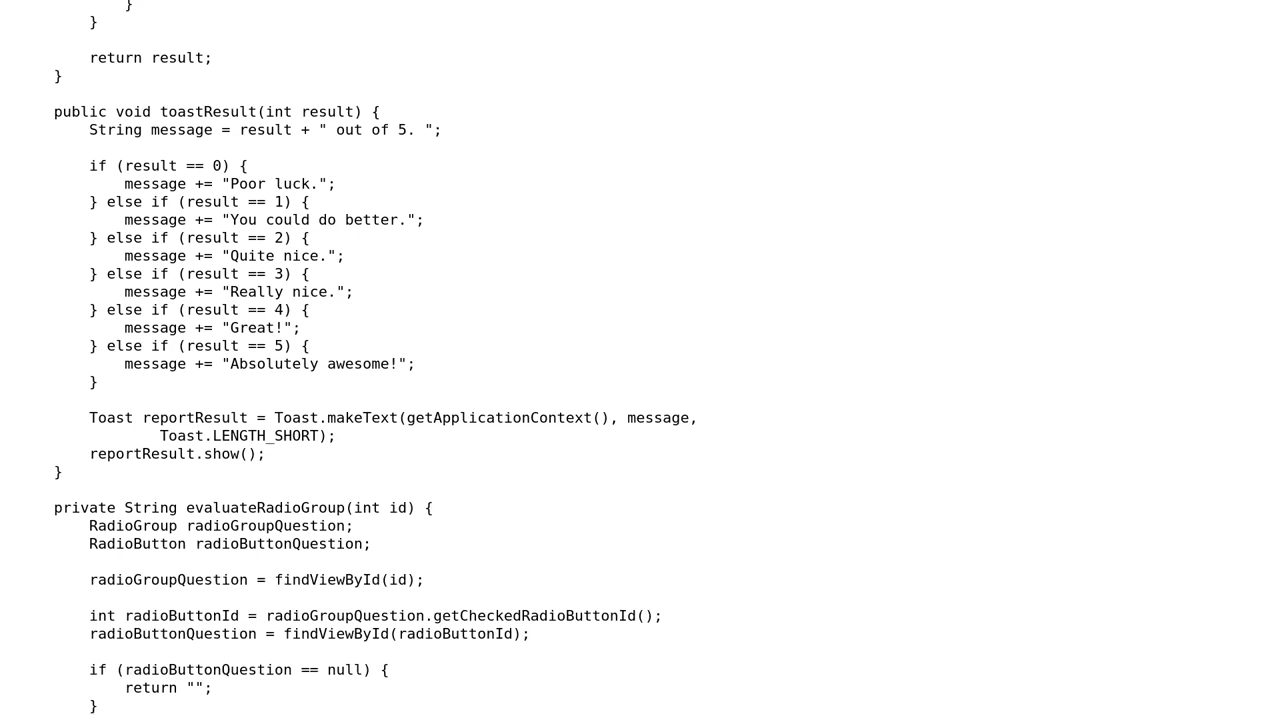 }
        }

        return result;
    }

    public void toastResult(int result) {
        String message = result + " out of 5. ";

        if (result == 0) {
            message += "Poor luck.";
        } else if (result == 1) {
            message += "You could do better.";
        } else if (result == 2) {
            message += "Quite nice.";
        } else if (result == 3) {
            message += "Really nice.";
        } else if (result == 4) {
            message += "Great!";
        } else if (result == 5) {
            message += "Absolutely awesome!";
        }

        Toast reportResult = Toast.makeText(getApplicationContext(), message,
                Toast.LENGTH_SHORT);
        reportResult.show();
    }

    private String evaluateRadioGroup(int id) {
        RadioGroup radioGroupQuestion;
        RadioButton radioButtonQuestion;

        radioGroupQuestion = findViewById(id);

        int radioButtonId = radioGroupQuestion.getCheckedRadioButtonId();
        radioButtonQuestion = findViewById(radioButtonId);

        if (radioButtonQuestion == null) {
            return "";
        }